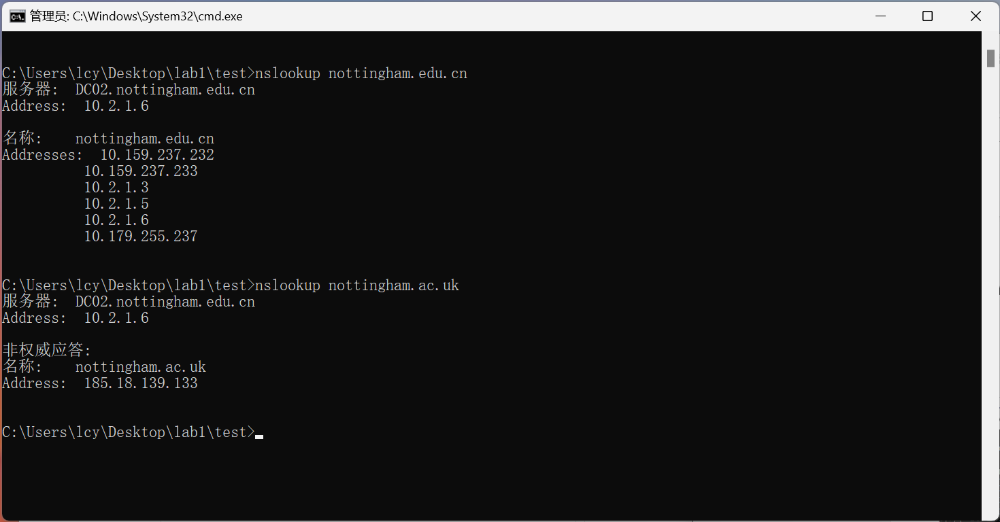 管理员: C:\Windows\System32\cmd.exe
C:\Users\lcy\Desktop\lab1\test>nslookup nottingham.edu.cn
服务器:  DC02.nottingham.edu.cn
Address:  10.2.1.6
名称:    nottingham.edu.cn
Addresses:  10.159.237.232
10.159.237.233
10.2.1.3
10.2.1.5
10.2.1.6
10.179.255.237
C:\Users\lcy\Desktop\lab1\test>nslookup nottingham.ac.uk
服务器:  DC02.nottingham.edu.cn
Address:  10.2.1.6
非权威应答:
名称:    nottingham.ac.uk
Address:  185.18.139.133
C:\Users\lcy\Desktop\lab1\test>